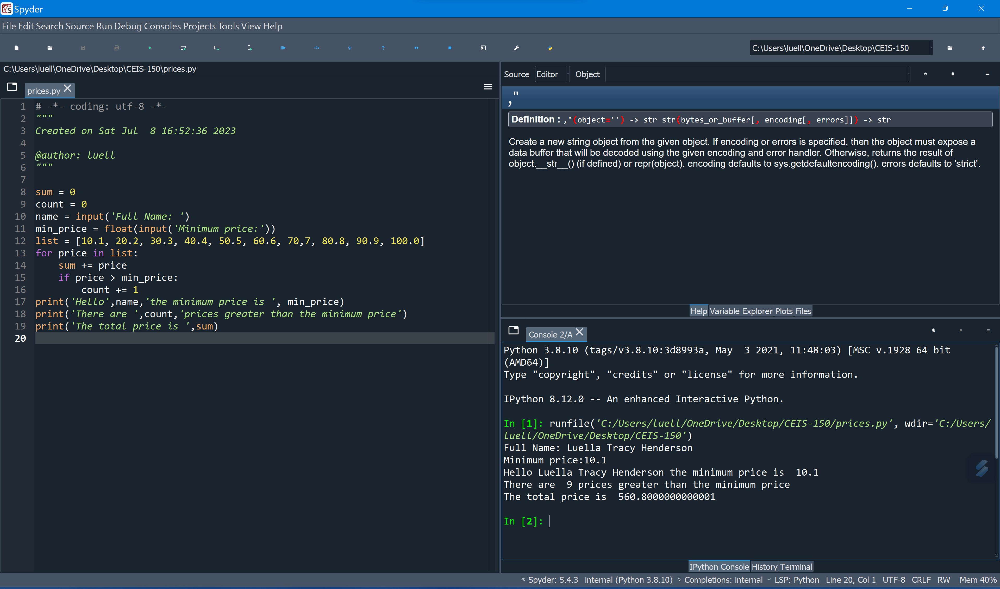 Spyder
File Edit Search Source Run Debug Consoles Projects Tools View Help
C:\Users\luell\OneDrive\Desktop\CEIS-150
C:\Users\luell\OneDrive\Desktop\CEIS-150\prices.py
prices.py
1 # -*- coding: utf-8 -*-
2 """
3 Created on Sat Jul  8 16:52:36 2023
4
5 @author: luell
6 """
7
8 sum = 0
9 count = 0
10 name = input('Full Name: ')
11 min_price = float(input('Minimum price:'))
12 list = [10.1, 20.2, 30.3, 40.4, 50.5, 60.6, 70,7, 80.8, 90.9, 100.0]
13 for price in list:
14     sum += price
15     if price > min_price:
16         count += 1
17 print('Hello',name,'the minimum price is ', min_price)
18 print('There are ',count,'prices greater than the minimum price')
19 print('The total price is ',sum)
20
Source Editor Object
,"
Definition : ,"(object='') -> str str(bytes_or_buffer[, encoding[, errors]]) -> str
Create a new string object from the given object. If encoding or errors is specified, then the object must expose a
data buffer that will be decoded using the given encoding and error handler. Otherwise, returns the result of
object.__str__() (if defined) or repr(object). encoding defaults to sys.getdefaultencoding(). errors defaults to 'strict'.
Help Variable Explorer Plots Files
Console 2/A
Python 3.8.10 (tags/v3.8.10:3d8993a, May  3 2021, 11:48:03) [MSC v.1928 64 bit
(AMD64)]
Type "copyright", "credits" or "license" for more information.
IPython 8.12.0 -- An enhanced Interactive Python.
In [1]: runfile('C:/Users/luell/OneDrive/Desktop/CEIS-150/prices.py', wdir='C:/Users/
luell/OneDrive/Desktop/CEIS-150')
Full Name: Luella Tracy Henderson
Minimum price:10.1
Hello Luella Tracy Henderson the minimum price is  10.1
There are  9 prices greater than the minimum price
The total price is  560.8000000000001
In [2]:
IPython Console History Terminal
Spyder: 5.4.3 internal (Python 3.8.10) Completions: internal LSP: Python Line 20, Col 1 UTF-8 CRLF RW Mem 40%